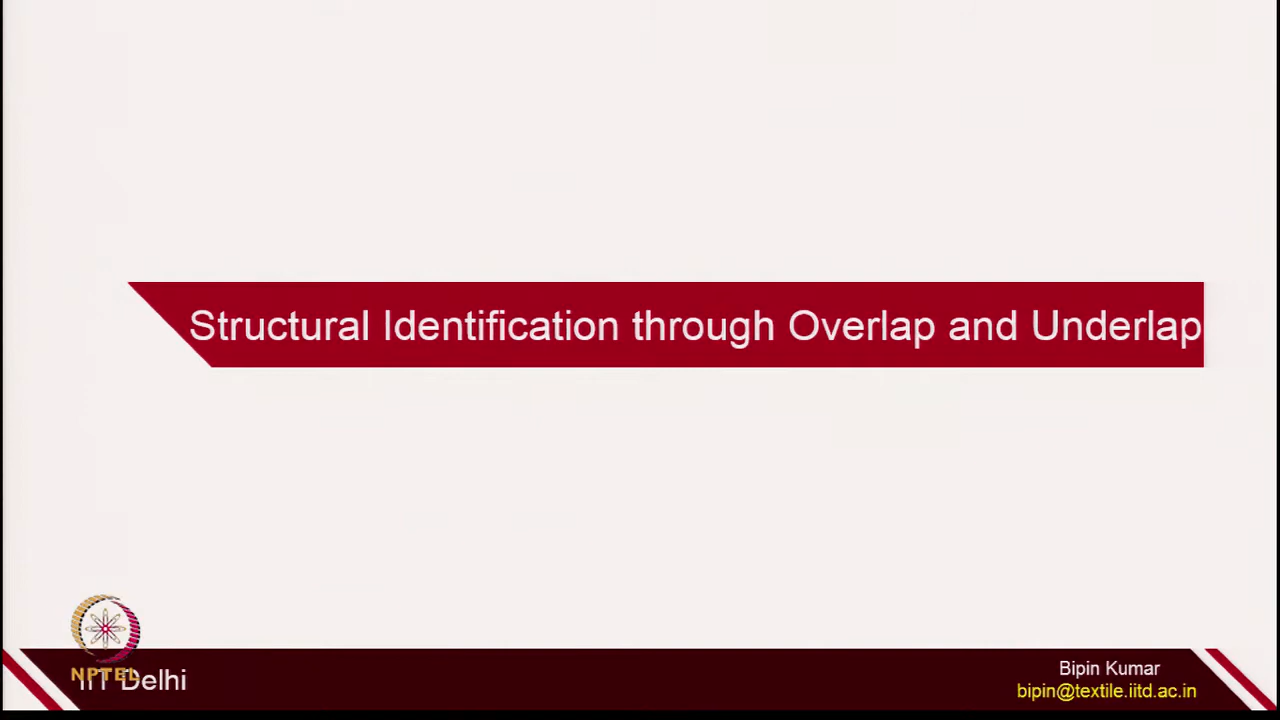 Structural Identification through Overlap and Underlap
NPTEL
IIT Delhi
Bipin Kumar
bipin@textile.iitd.ac.in